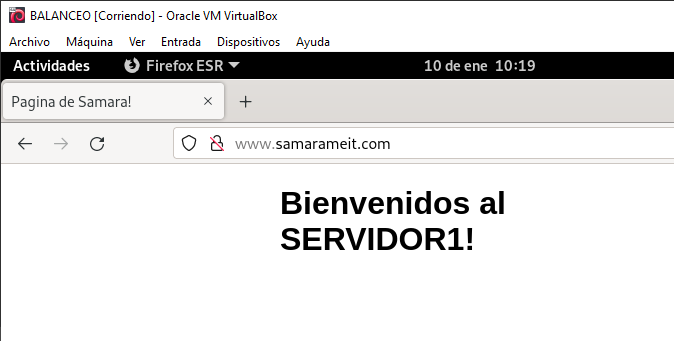 BALANCEO [Corriendo] - Oracle VM VirtualBox
Archivo Máquina Ver Entrada Dispositivos Ayuda
Actividades Firefox ESR 10 de ene 10:19
Pagina de Samara!
www.samarameit.com
Bienvenidos al
SERVIDOR1!